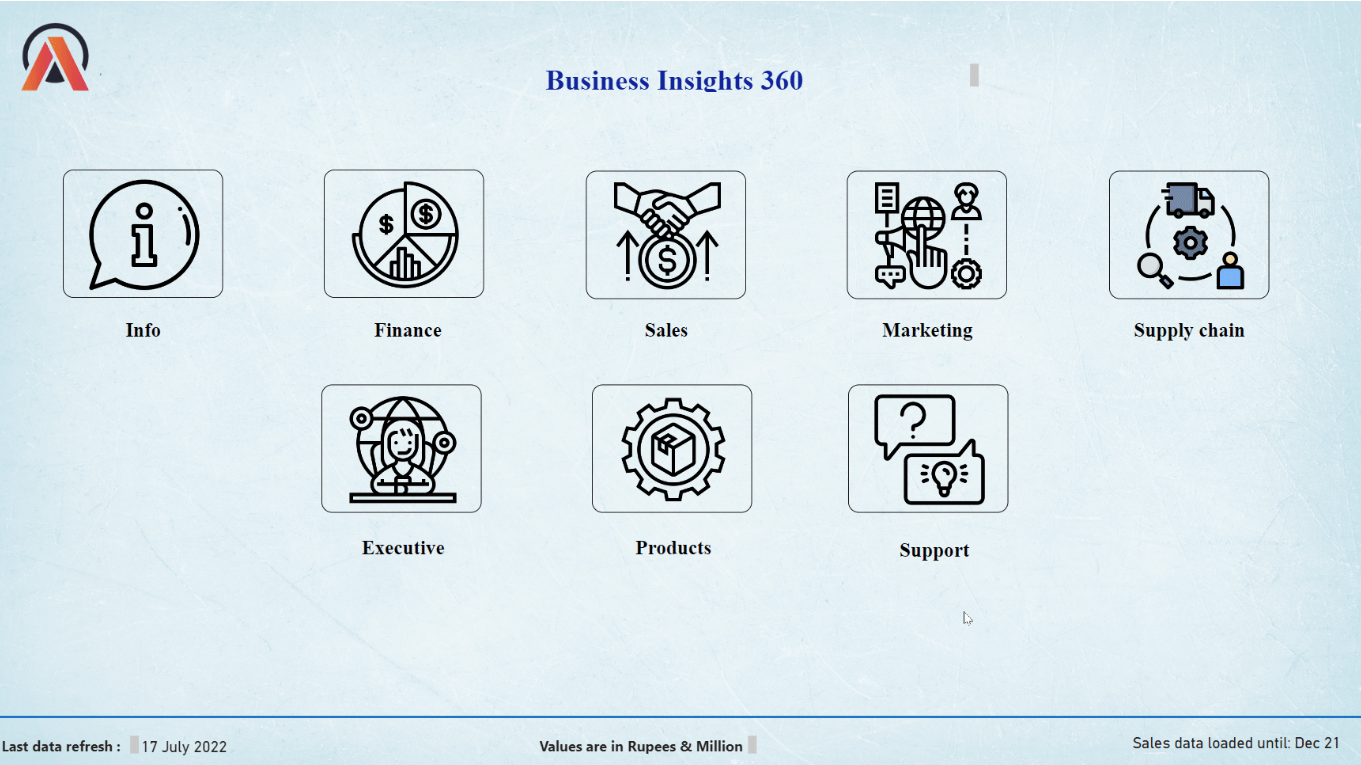 Business Insights 360
Info
Finance
Sales
Marketing
Supply chain
Executive
Products
Support
Last data refresh : 17 July 2022
Values are in Rupees & Million
Sales data loaded until: Dec 21